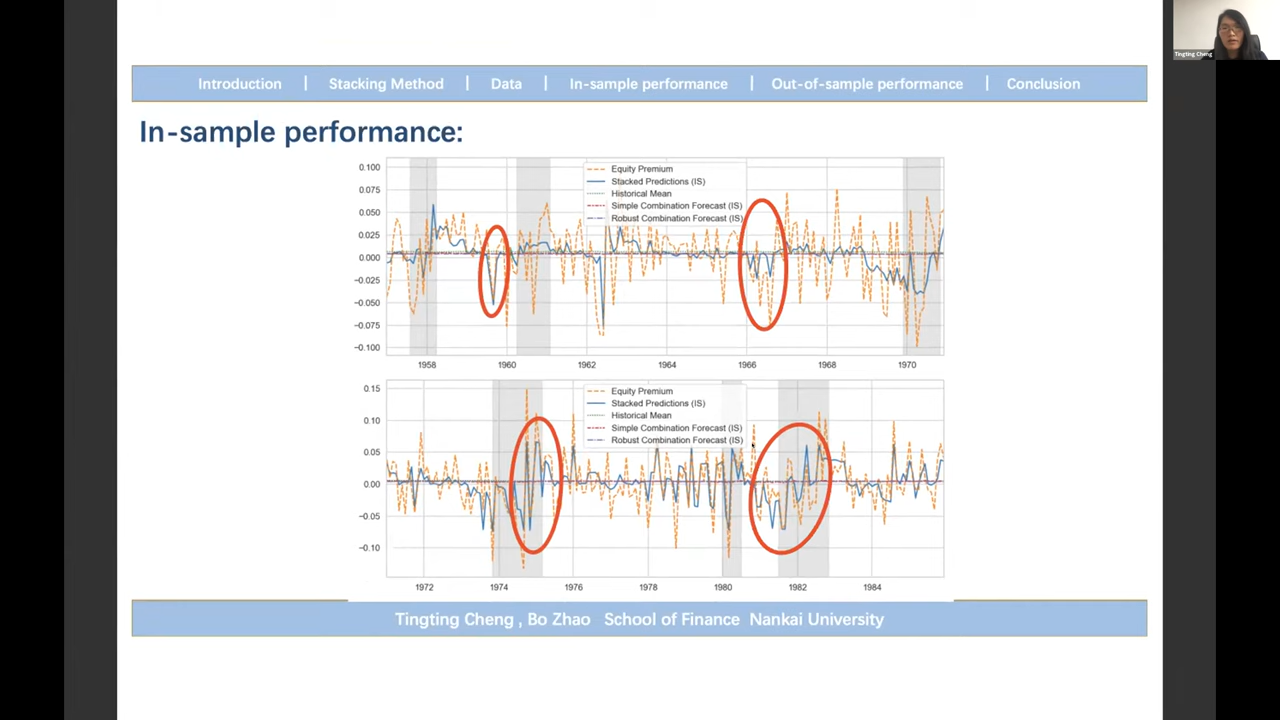 Tingting Cheng
Introduction | Stacking Method | Data | In-sample performance | Out-of-sample performance | Conclusion
In-sample performance:
0.100
0.075
0.050
0.025
0.000
−0.025
−0.050
−0.075
−0.100
Equity Premium
Stacked Predictions (IS)
Historical Mean
Simple Combination Forecast (IS)
Robust Combination Forecast (IS)
1958 1960 1962 1964 1966 1968 1970
0.15
0.10
0.05
0.00
−0.05
−0.10
Equity Premium
Stacked Predictions (IS)
Historical Mean
Simple Combination Forecast (IS)
Robust Combination Forecast (IS)
1972 1974 1976 1978 1980 1982 1984
Tingting Cheng , Bo Zhao School of Finance Nankai University